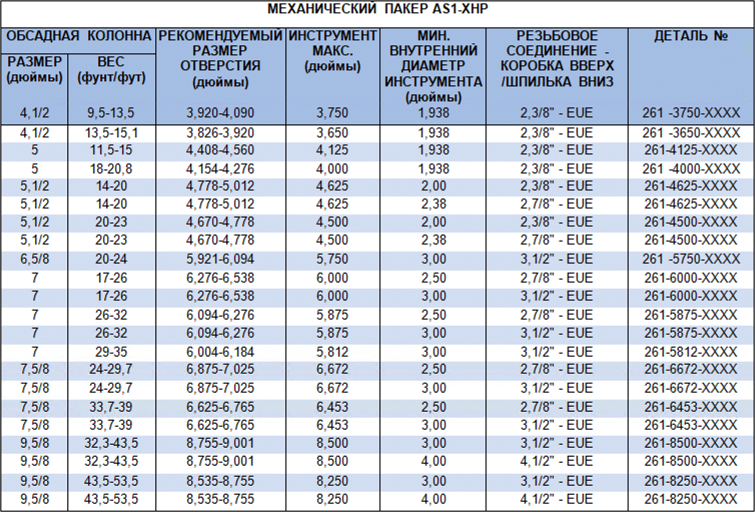 МЕХАНИЧЕСКИЙ ПАКЕР AS1-XHP
ОБСАДНАЯ КОЛОННА РЕКОМЕНДУЕМЫЙ РАЗМЕР ОТВЕРСТИЯ (дюймы) ИНСТРУМЕНТ МАКС. (дюймы) МИН. ВНУТРЕННИЙ ДИАМЕТР ИНСТРУМЕНТА (дюймы) РЕЗЬБОВОЕ СОЕДИНЕНИЕ - КОРОБКА ВВЕРХ /ШПИЛЬКА ВНИЗ ДЕТАЛЬ №
РАЗМЕР (дюймы) ВЕС (фунт/фут)
4,1/2 9,5-13,5 3,920-4,090 3,750 1,938 2,3/8" - EUE 261 -3750-XXXX
4,1/2 13,5-15,1 3,826-3,920 3,650 1,938 2,3/8" - EUE 261 -3650-XXXX
5 11,5-15 4,408-4,560 4,125 1,938 2,3/8" - EUE 261-4125-XXXX
5 18-20,8 4,154-4,276 4,000 1,938 2,3/8" - EUE 261 -4000-XXXX
5,1/2 14-20 4,778-5,012 4,625 2,00 2,3/8" - EUE 261-4625-XXXX
5,1/2 14-20 4,778-5,012 4,625 2,38 2,7/8" - EUE 261-4625-XXXX
5,1/2 20-23 4,670-4,778 4,500 2,00 2,3/8" - EUE 261-4500-XXXX
5,1/2 20-23 4,670-4,778 4,500 2,38 2,7/8" - EUE 261-4500-XXXX
6,5/8 20-24 5,921-6,094 5,750 3,00 3,1/2" - EUE 261 -5750-XXXX
7 17-26 6,276-6,538 6,000 2,50 2,7/8" - EUE 261-6000-XXXX
7 17-26 6,276-6,538 6,000 3,00 3,1/2" - EUE 261-6000-XXXX
7 26-32 6,094-6,276 5,875 2,50 2,7/8" - EUE 261-5875-XXXX
7 26-32 6,094-6,276 5,875 3,00 3,1/2" - EUE 261-5875-XXXX
7 29-35 6,004-6,184 5,812 3,00 3,1/2" - EUE 261-5812-XXXX
7,5/8 24-29,7 6,875-7,025 6,672 2,50 2,7/8" - EUE 261-6672-XXXX
7,5/8 24-29,7 6,875-7,025 6,672 3,00 3,1/2" - EUE 261-6672-XXXX
7,5/8 33,7-39 6,625-6,765 6,453 2,50 2,7/8" - EUE 261-6453-XXXX
7,5/8 33,7-39 6,625-6,765 6,453 3,00 3,1/2" - EUE 261-6453-XXXX
9,5/8 32,3-43,5 8,755-9,001 8,500 3,00 3,1/2" - EUE 261-8500-XXXX
9,5/8 32,3-43,5 8,755-9,001 8,500 4,00 4,1/2" - EUE 261-8500-XXXX
9,5/8 43,5-53,5 8,535-8,755 8,250 3,00 3,1/2" - EUE 261-8250-XXXX
9,5/8 43,5-53,5 8,535-8,755 8,250 4,00 4,1/2" - EUE 261-8250-XXXX